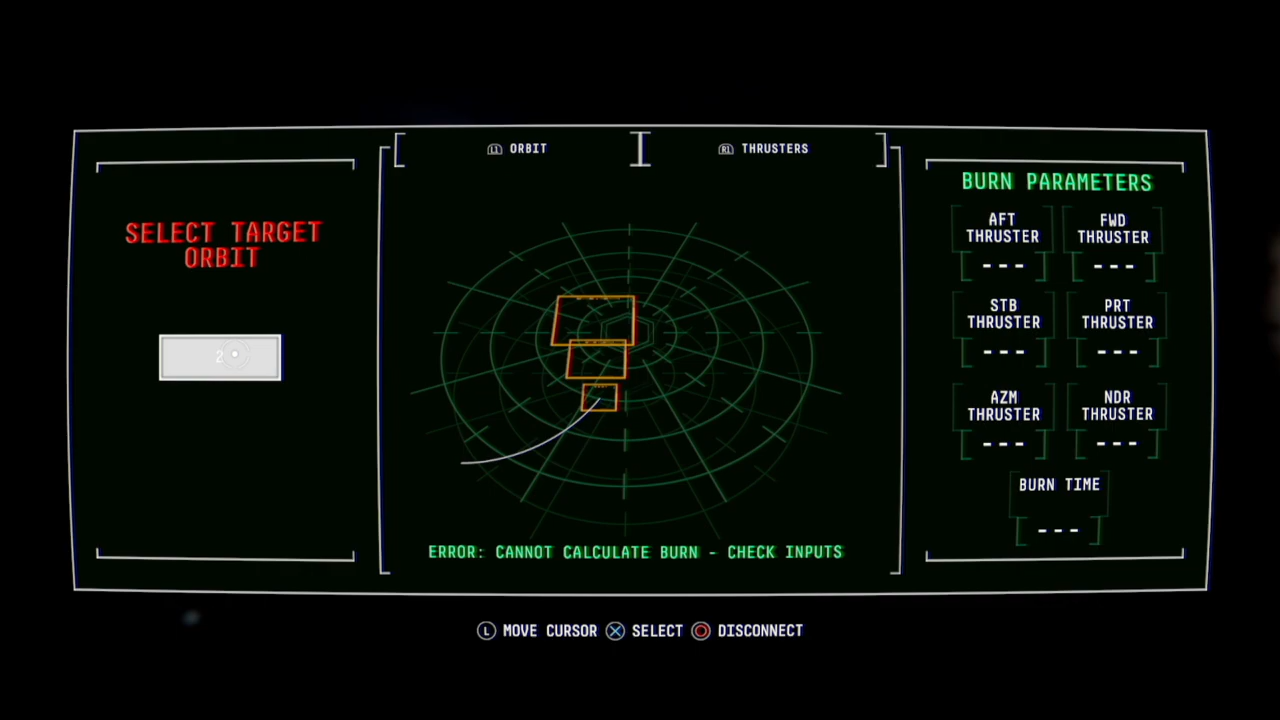 L1 ORBIT
R1 THRUSTERS
SELECT TARGET
ORBIT
2
ERROR: CANNOT CALCULATE BURN - CHECK INPUTS
BURN PARAMETERS
AFT
THRUSTER
---
FWD
THRUSTER
---
STB
THRUSTER
---
PRT
THRUSTER
---
AZM
THRUSTER
---
NDR
THRUSTER
---
BURN TIME
---
L MOVE CURSOR SELECT DISCONNECT